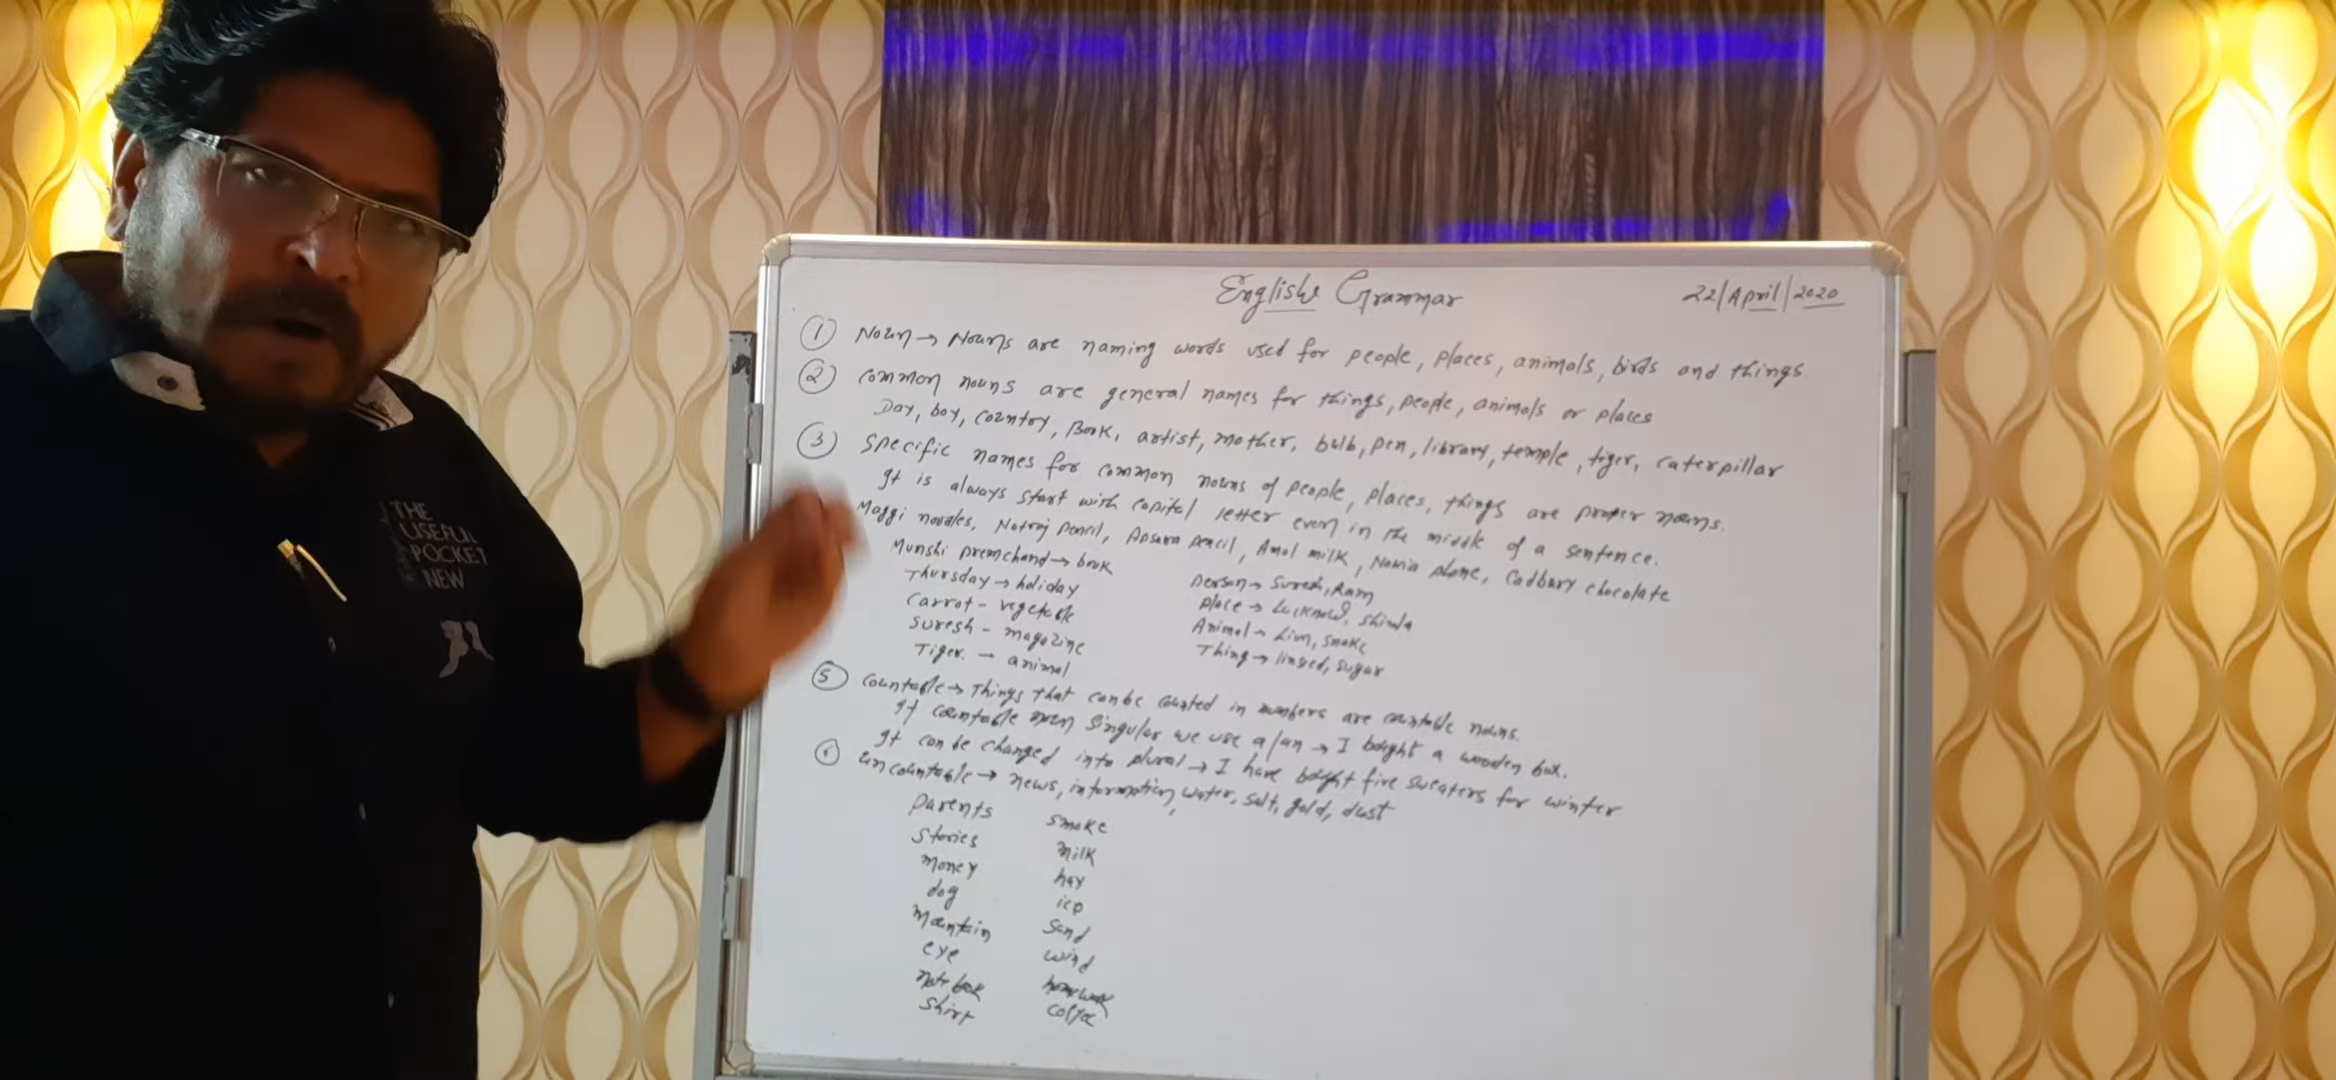 English Grammar
22/April/2020
① Noun → Nouns are naming words used for people, places, animals, birds and things.
② Common nouns are general names for things, people, animals or places
Day, boy, country, Book, artist, mother, bulb, pen, library, temple, tiger, caterpillar
③ Specific names for common nouns of people, places, things are proper nouns.
It is always start with capital letter even in the middle of a sentence.
Maggi noodles, Natraj pencil, Apsara pencil, Amul milk, Nokia phone, Cadbury chocolate
Munshi premchand → book
Thursday → holiday
Carrot - vegetable
Suresh - magazine
Tiger. → animal
person → Suresh, Ram
place → Lucknow, Shimla
Animal → Lion, snake
Thing → linseed, sugar
⑤ Countable → Things that can be counted in numbers are countable nouns.
If countable noun singular we use a/an → I bought a wooden box.
It can be changed into plural → I have bought five sweaters for winter
⑥ uncountable → news, information, water, salt, gold, dust
parents
stories
money
dog
mountain
eye
note book
shirt
smoke
milk
hay
ice
sand
wind
homework
coffee
THE
USEFUL
POCKET
NEW